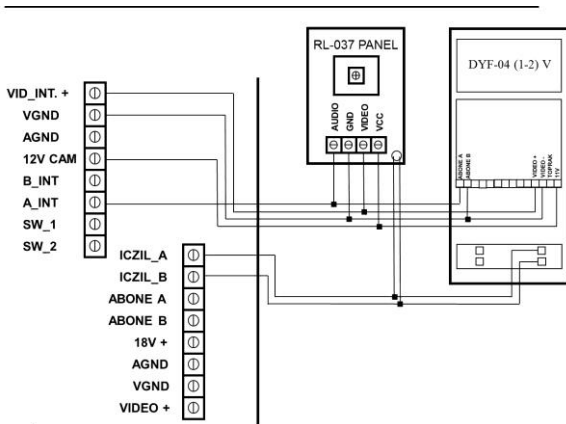 RL-037 PANEL
AUDIO
GND
VIDEO
VCC
DYF-04 (1-2) V
ABONE A
ABONE B
VIDEO +
VIDEO -
TOPRAK
11V
VID_INT. +
VGND
AGND
12V CAM
B_INT
A_INT
SW_1
SW_2
ICZIL_A
ICZIL_B
ABONE A
ABONE B
18V +
AGND
VGND
VIDEO +